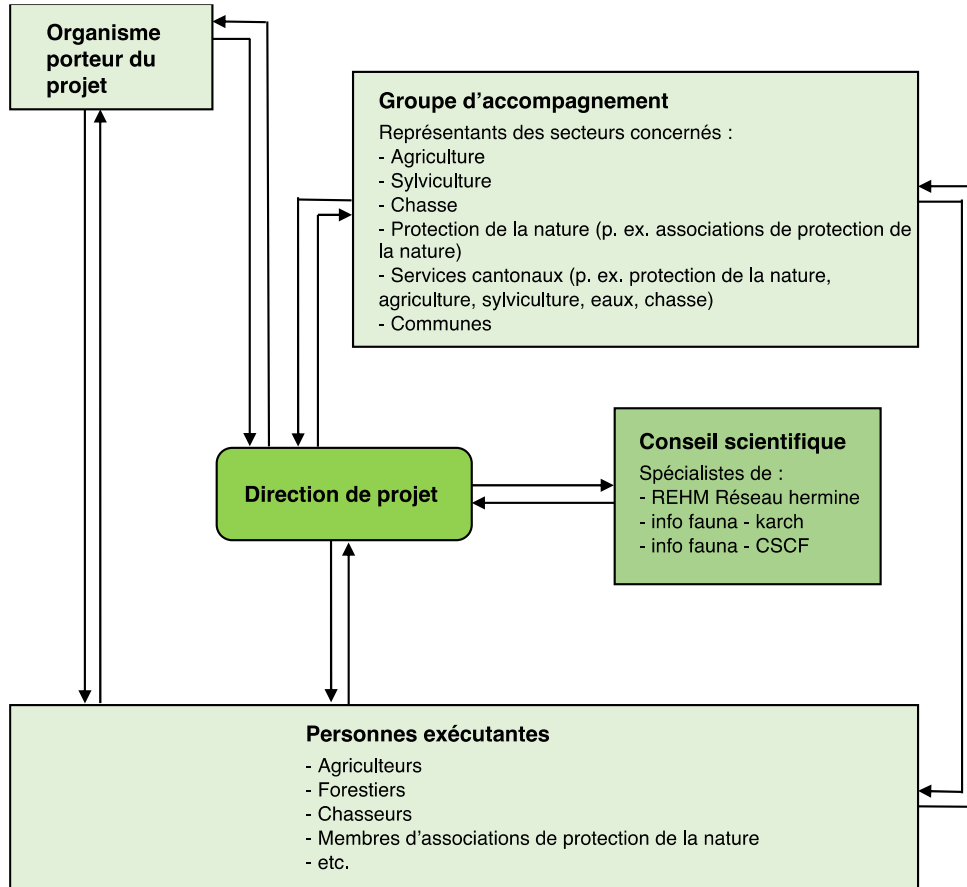 Organisme
porteur du
projet
Groupe d'accompagnement
Représentants des secteurs concernés :
- Agriculture
- Sylviculture
- Chasse
- Protection de la nature (p. ex. associations de protection de
la nature)
- Services cantonaux (p. ex. protection de la nature,
agriculture, sylviculture, eaux, chasse)
- Communes
Direction de projet
Conseil scientifique
Spécialistes de :
- REHM Réseau hermine
- info fauna - karch
- info fauna - CSCF
Personnes exécutantes
- Agriculteurs
- Forestiers
- Chasseurs
- Membres d'associations de protection de la nature
- etc.